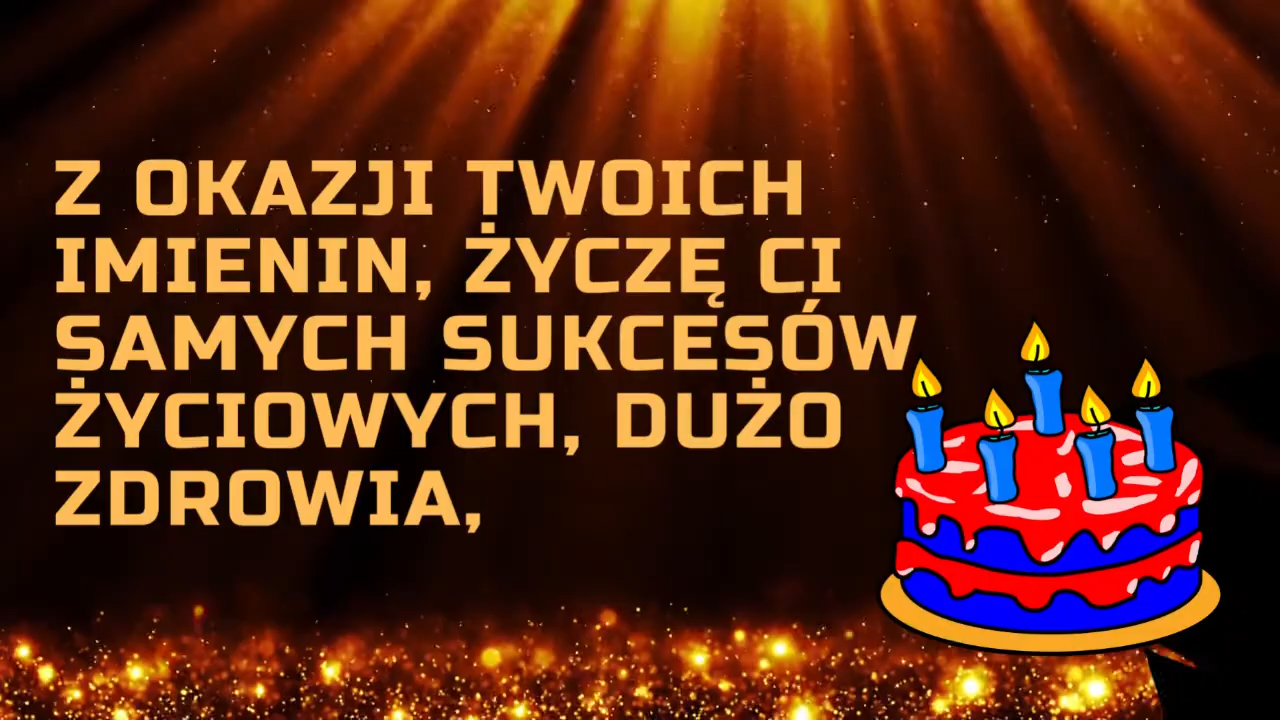 Z OKAZJI TWOICH
IMIENIN, ŻYCZĘ CI
SAMYCH SUKCESÓW
ŻYCIOWYCH, DUŻO
ZDROWIA,